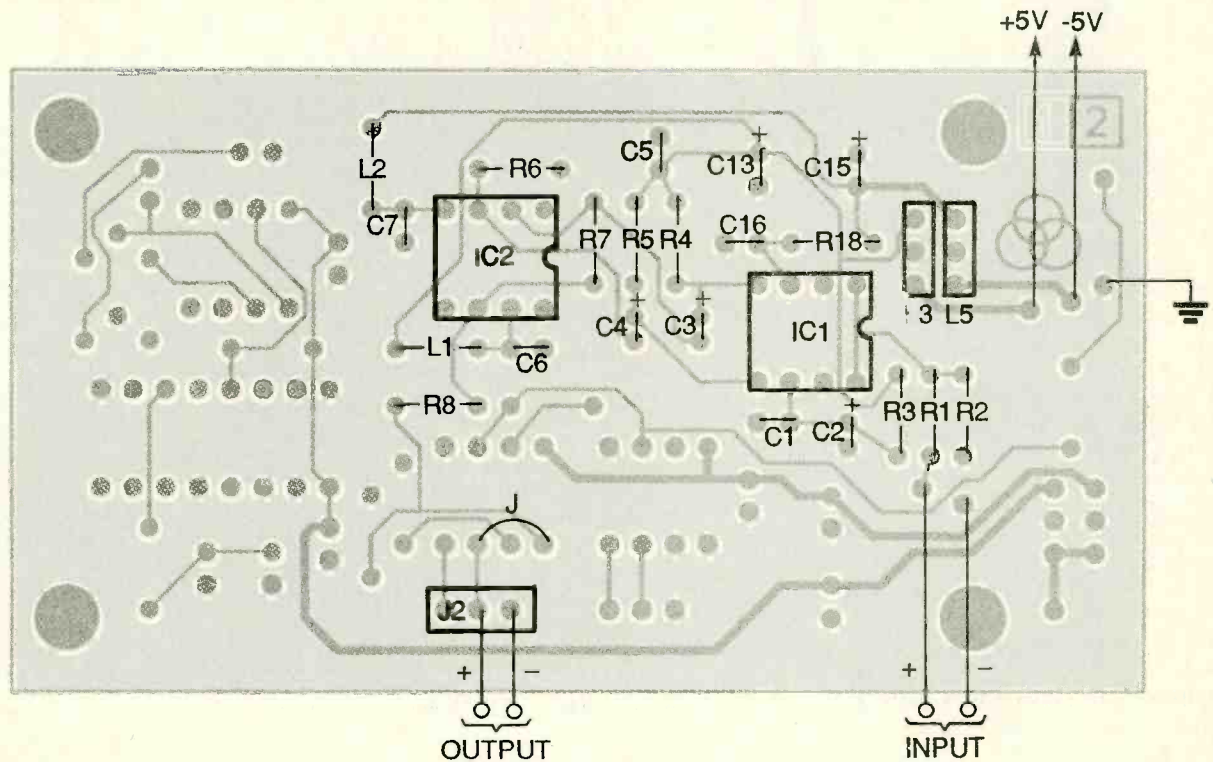 +5V -5V
2
L2
R6
C5
+
C13
+
C15
C7
IC2
R7 R5 R4
C16
R18
+
C4
+
C3
IC1
3 L5
L1
C6
R8
C1
+
C2
R3 R1 R2
J
J2
+ -
OUTPUT
+ -
INPUT